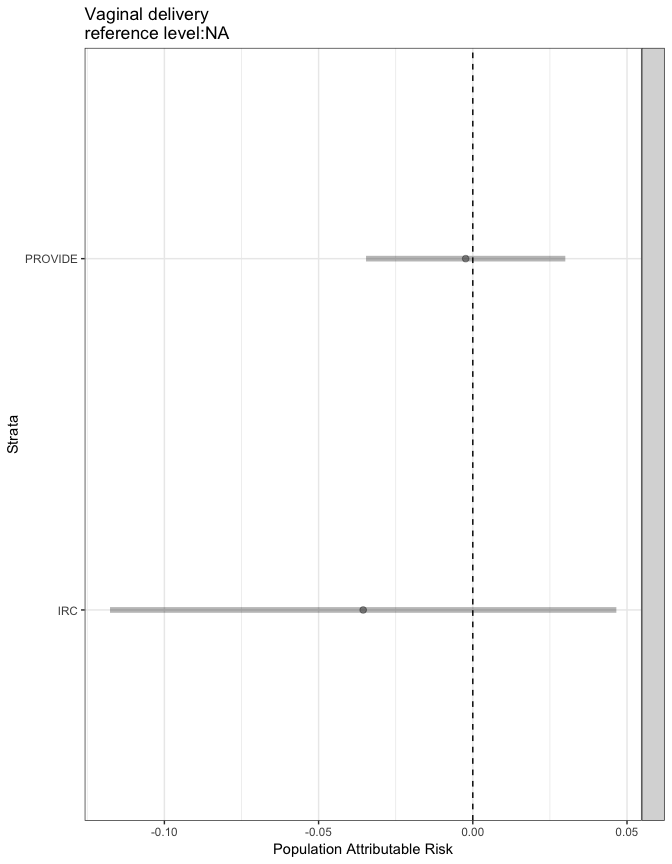 Vaginal delivery
reference level:NA
PROVIDE
Strata
IRC
-0.10
-0.05
0.00
0.05
Population Attributable Risk